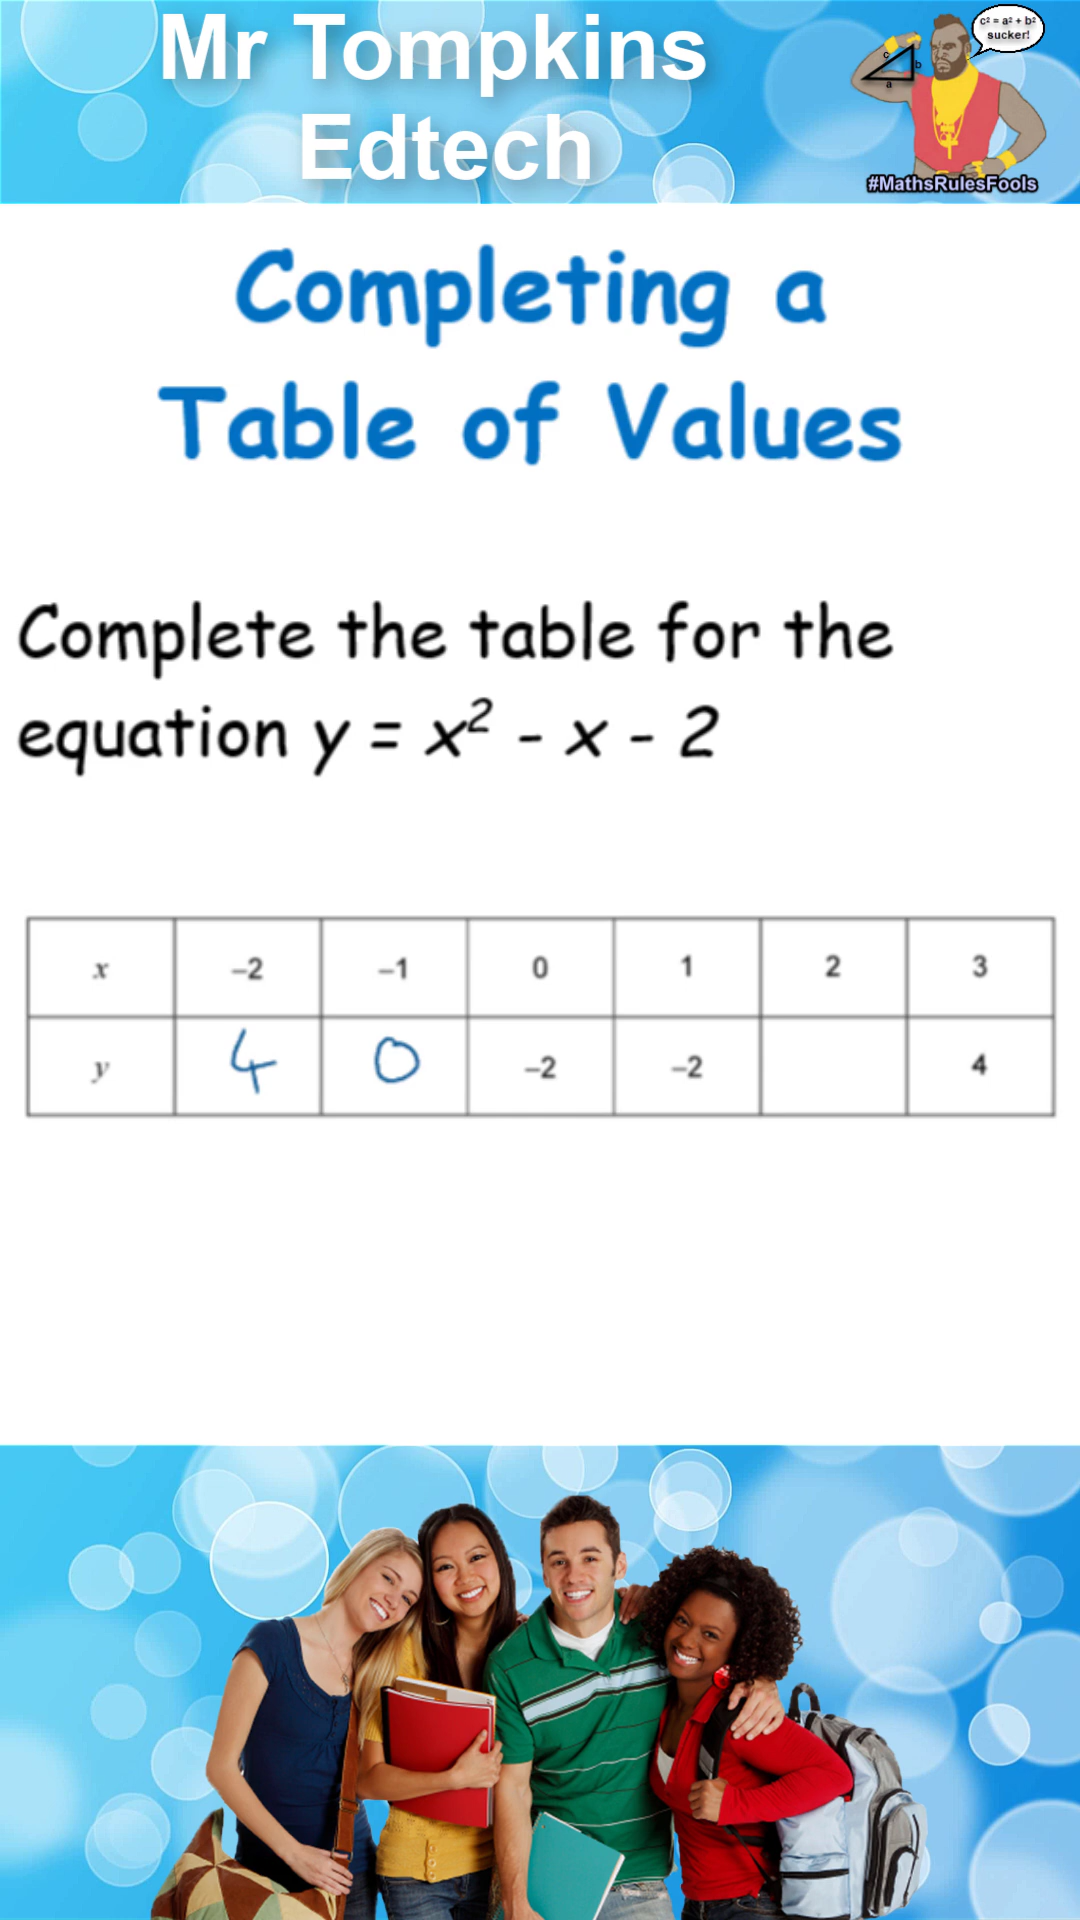 Mr Tompkins
Edtech
c² = a² + b²
sucker!
c
b
a
#MathsRulesFools
Completing a
Table of Values
Complete the table for the
equation y = x² - x - 2
x –2 –1 0 1 2 3
y 4 0 –2 –2 4